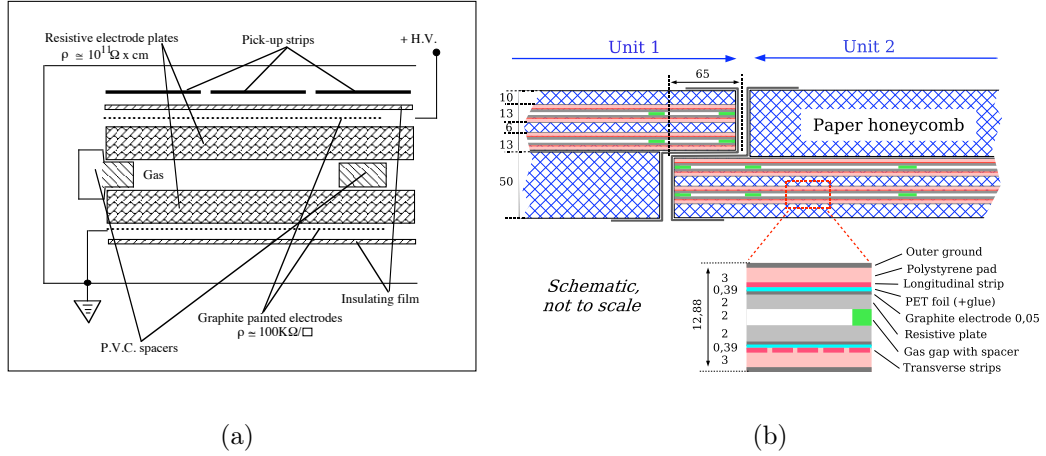 Resistive electrode plates
ρ ≃ 10¹¹Ω x cm
Pick-up strips
+ H.V.
Gas
Insulating film
Graphite painted electrodes
ρ ≃100KΩ/□
P.V.C. spacers
(a)
Unit 1
Unit 2
65
10
13
6
13
50
Paper honeycomb
Schematic,
not to scale
12,88
3
0,39
2
2
2
0,39
3
Outer ground
Polystyrene pad
Longitudinal strip
PET foil (+glue)
Graphite electrode 0,05
Resistive plate
Gas gap with spacer
Transverse strips
(b)